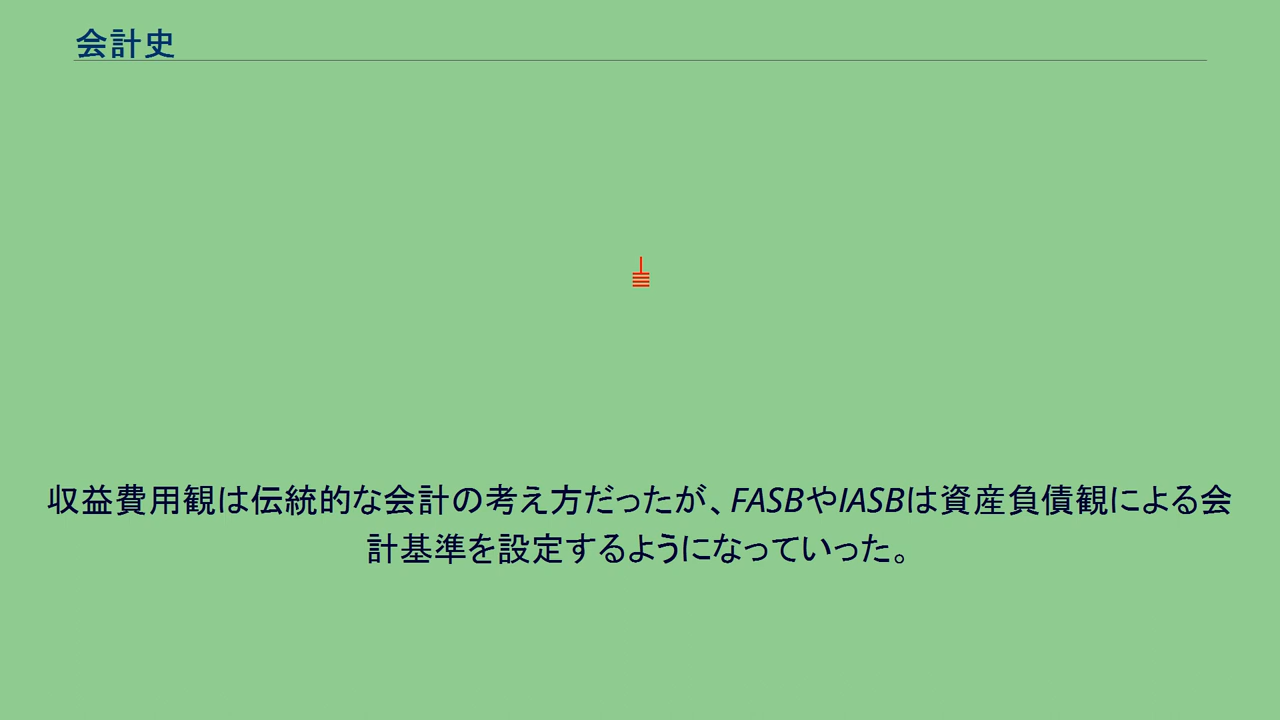 会計史
収益費用観は伝統的な会計の考え方だったが、FASBやIASBは資産負債観による会
計基準を設定するようになっていった。